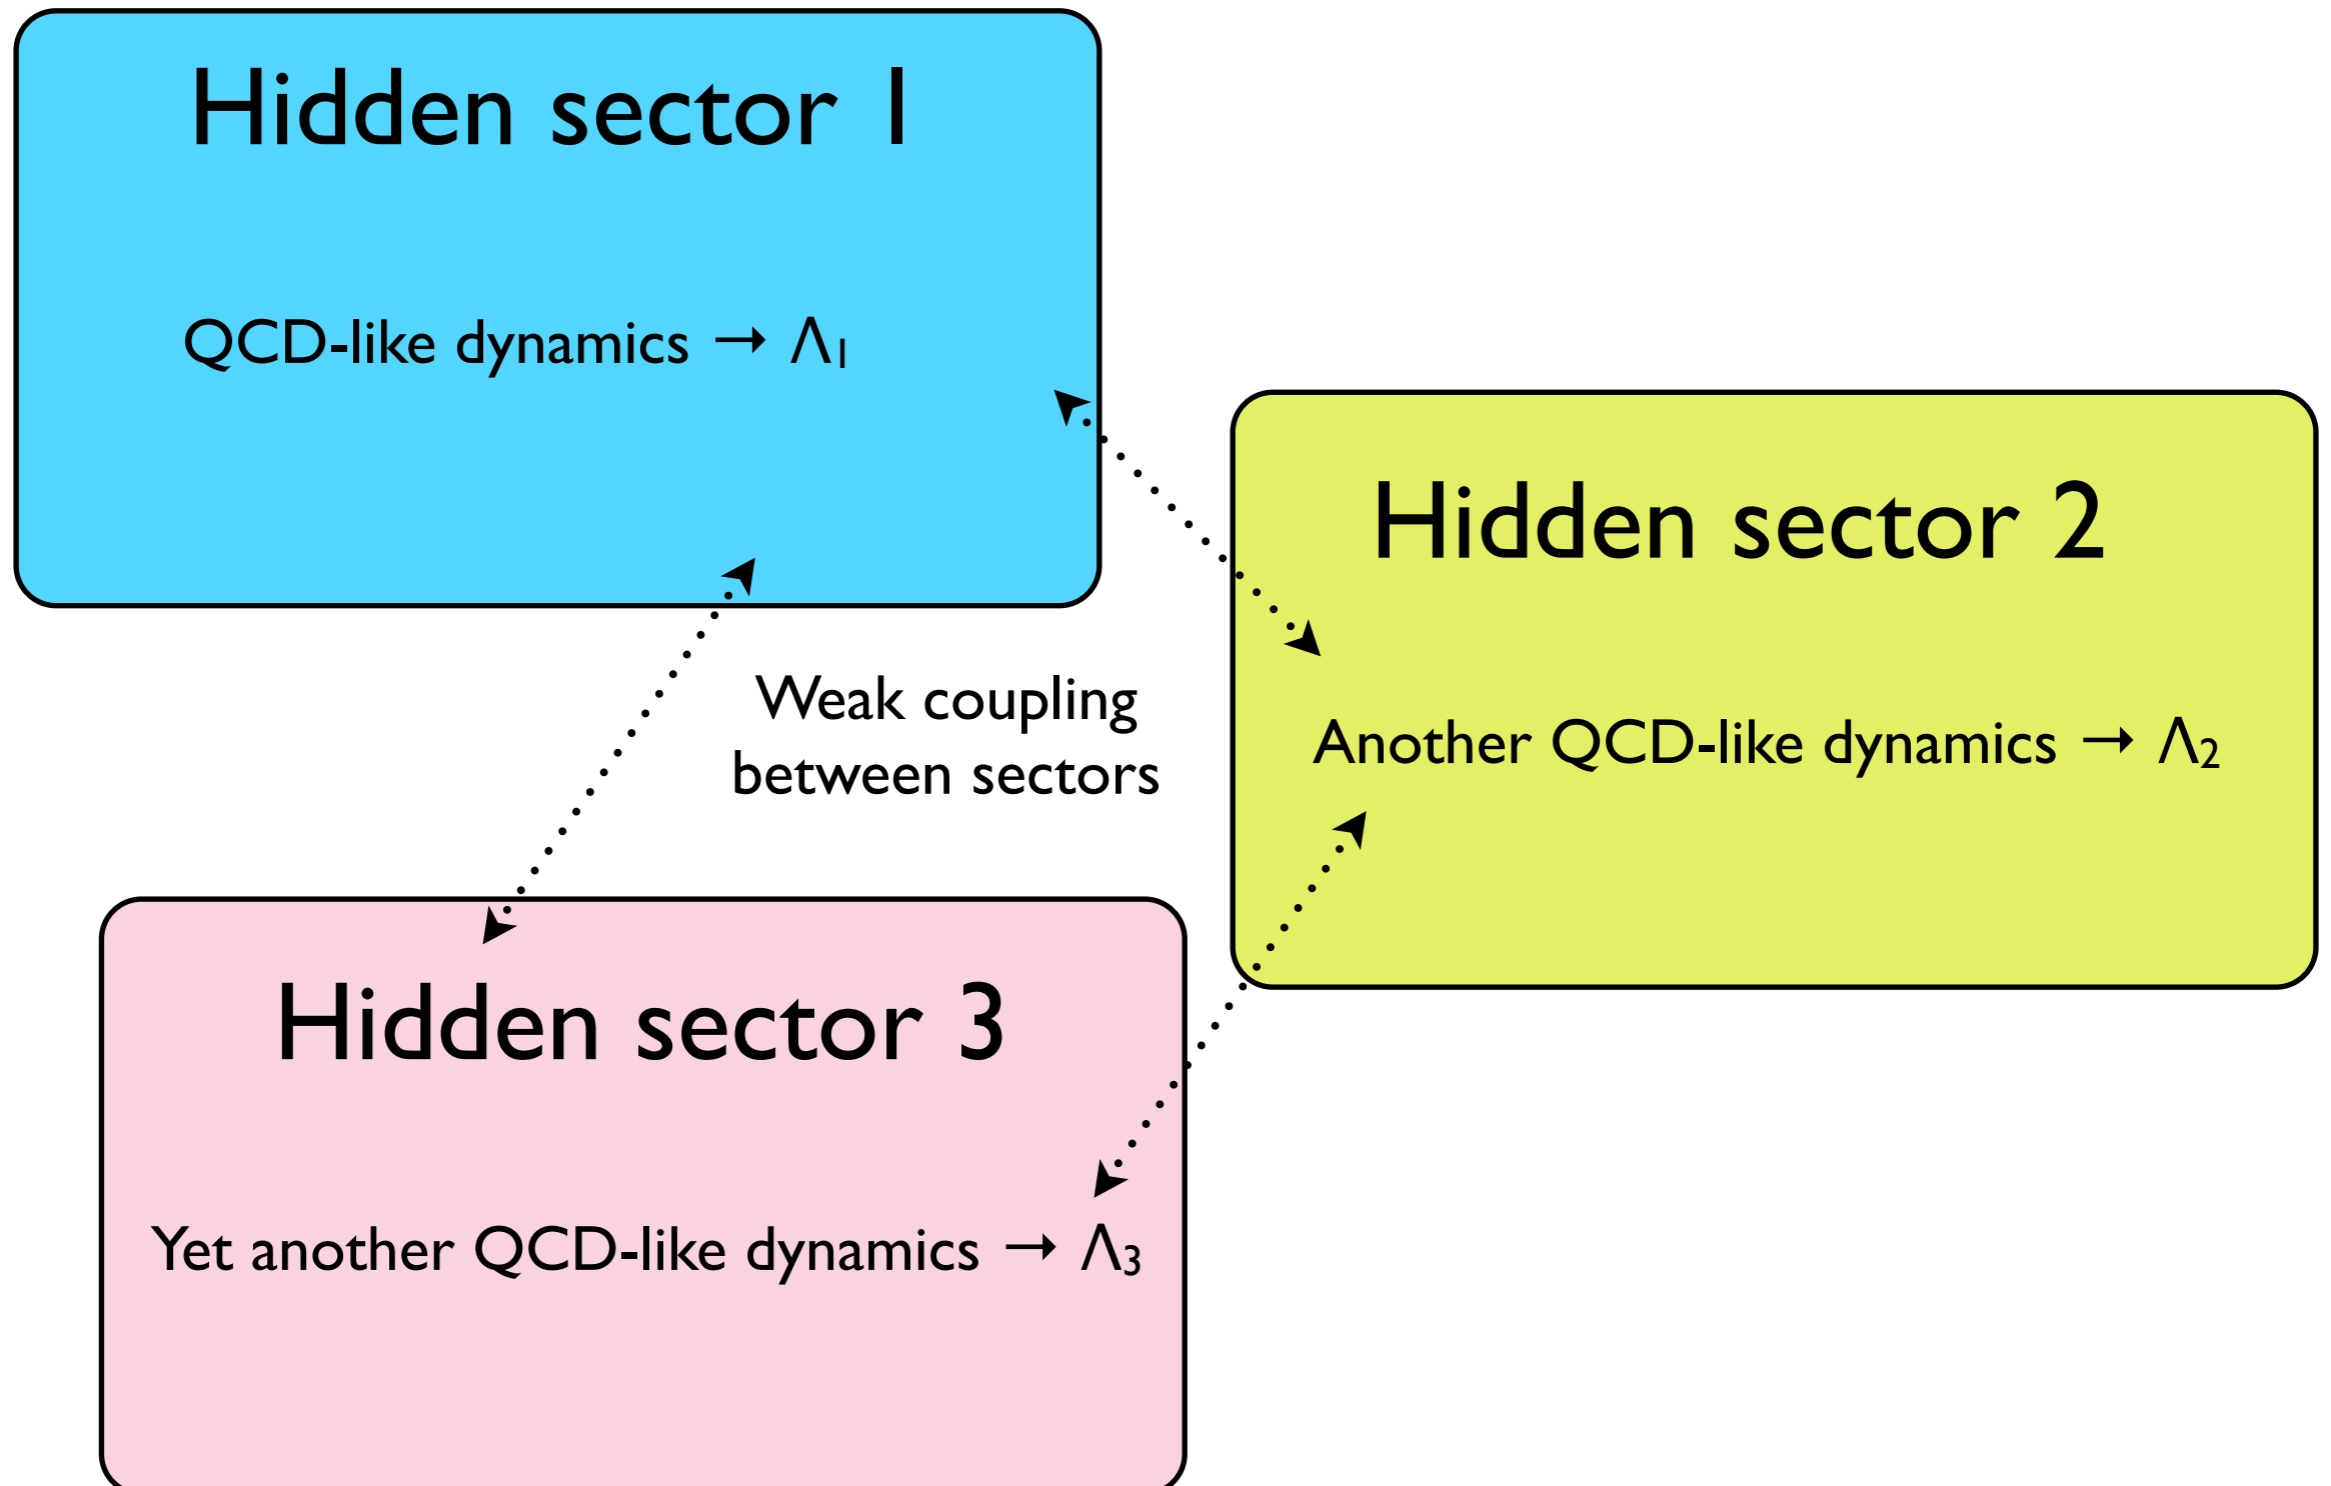 Hidden sector 1
QCD-like dynamics → Λ₁
Hidden sector 2
Another QCD-like dynamics → Λ₂
Weak coupling
between sectors
Hidden sector 3
Yet another QCD-like dynamics → Λ₃